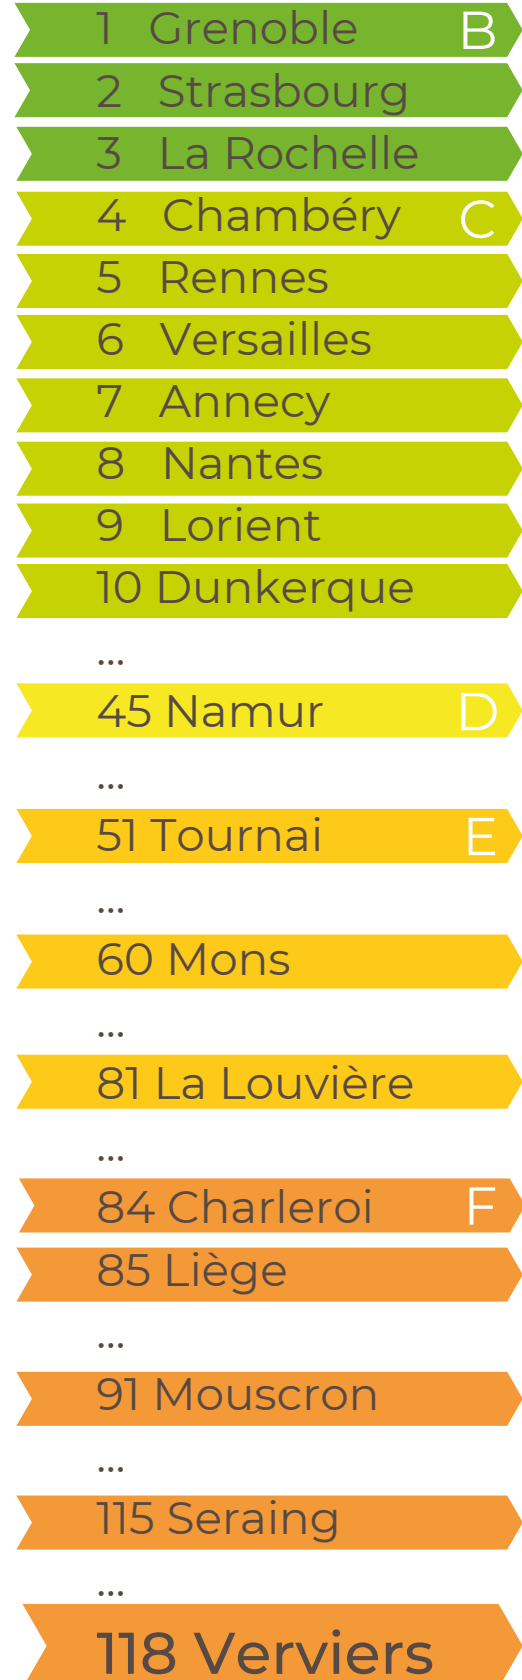 1 Grenoble B
2 Strasbourg
3 La Rochelle
4 Chambéry C
5 Rennes
6 Versailles
7 Annecy
8 Nantes
9 Lorient
10 Dunkerque
...
45 Namur D
...
51 Tournai E
...
60 Mons
...
81 La Louvière
...
84 Charleroi F
85 Liège
...
91 Mouscron
...
115 Seraing
...
118 Verviers